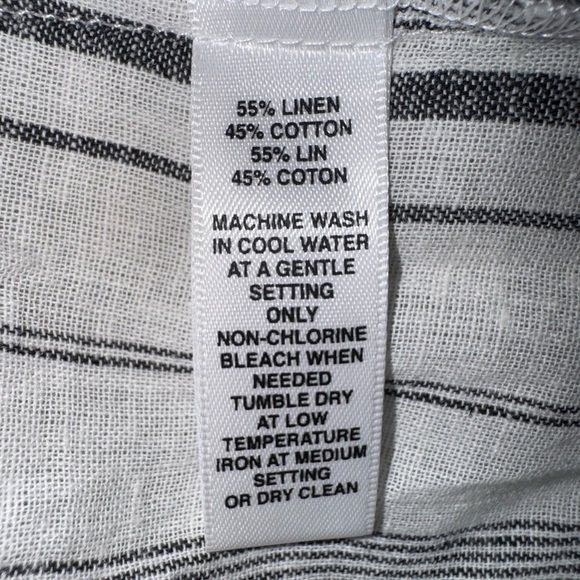 55% LINEN
45% COTTON
55% LIN
45% COTON
MACHINE WASH
IN COOL WATER
AT A GENTLE
SETTING
ONLY
NON-CHLORINE
BLEACH WHEN
NEEDED
TUMBLE DRY
AT LOW
TEMPERATURE
IRON AT MEDIUM
SETTING
OR DRY CLEAN